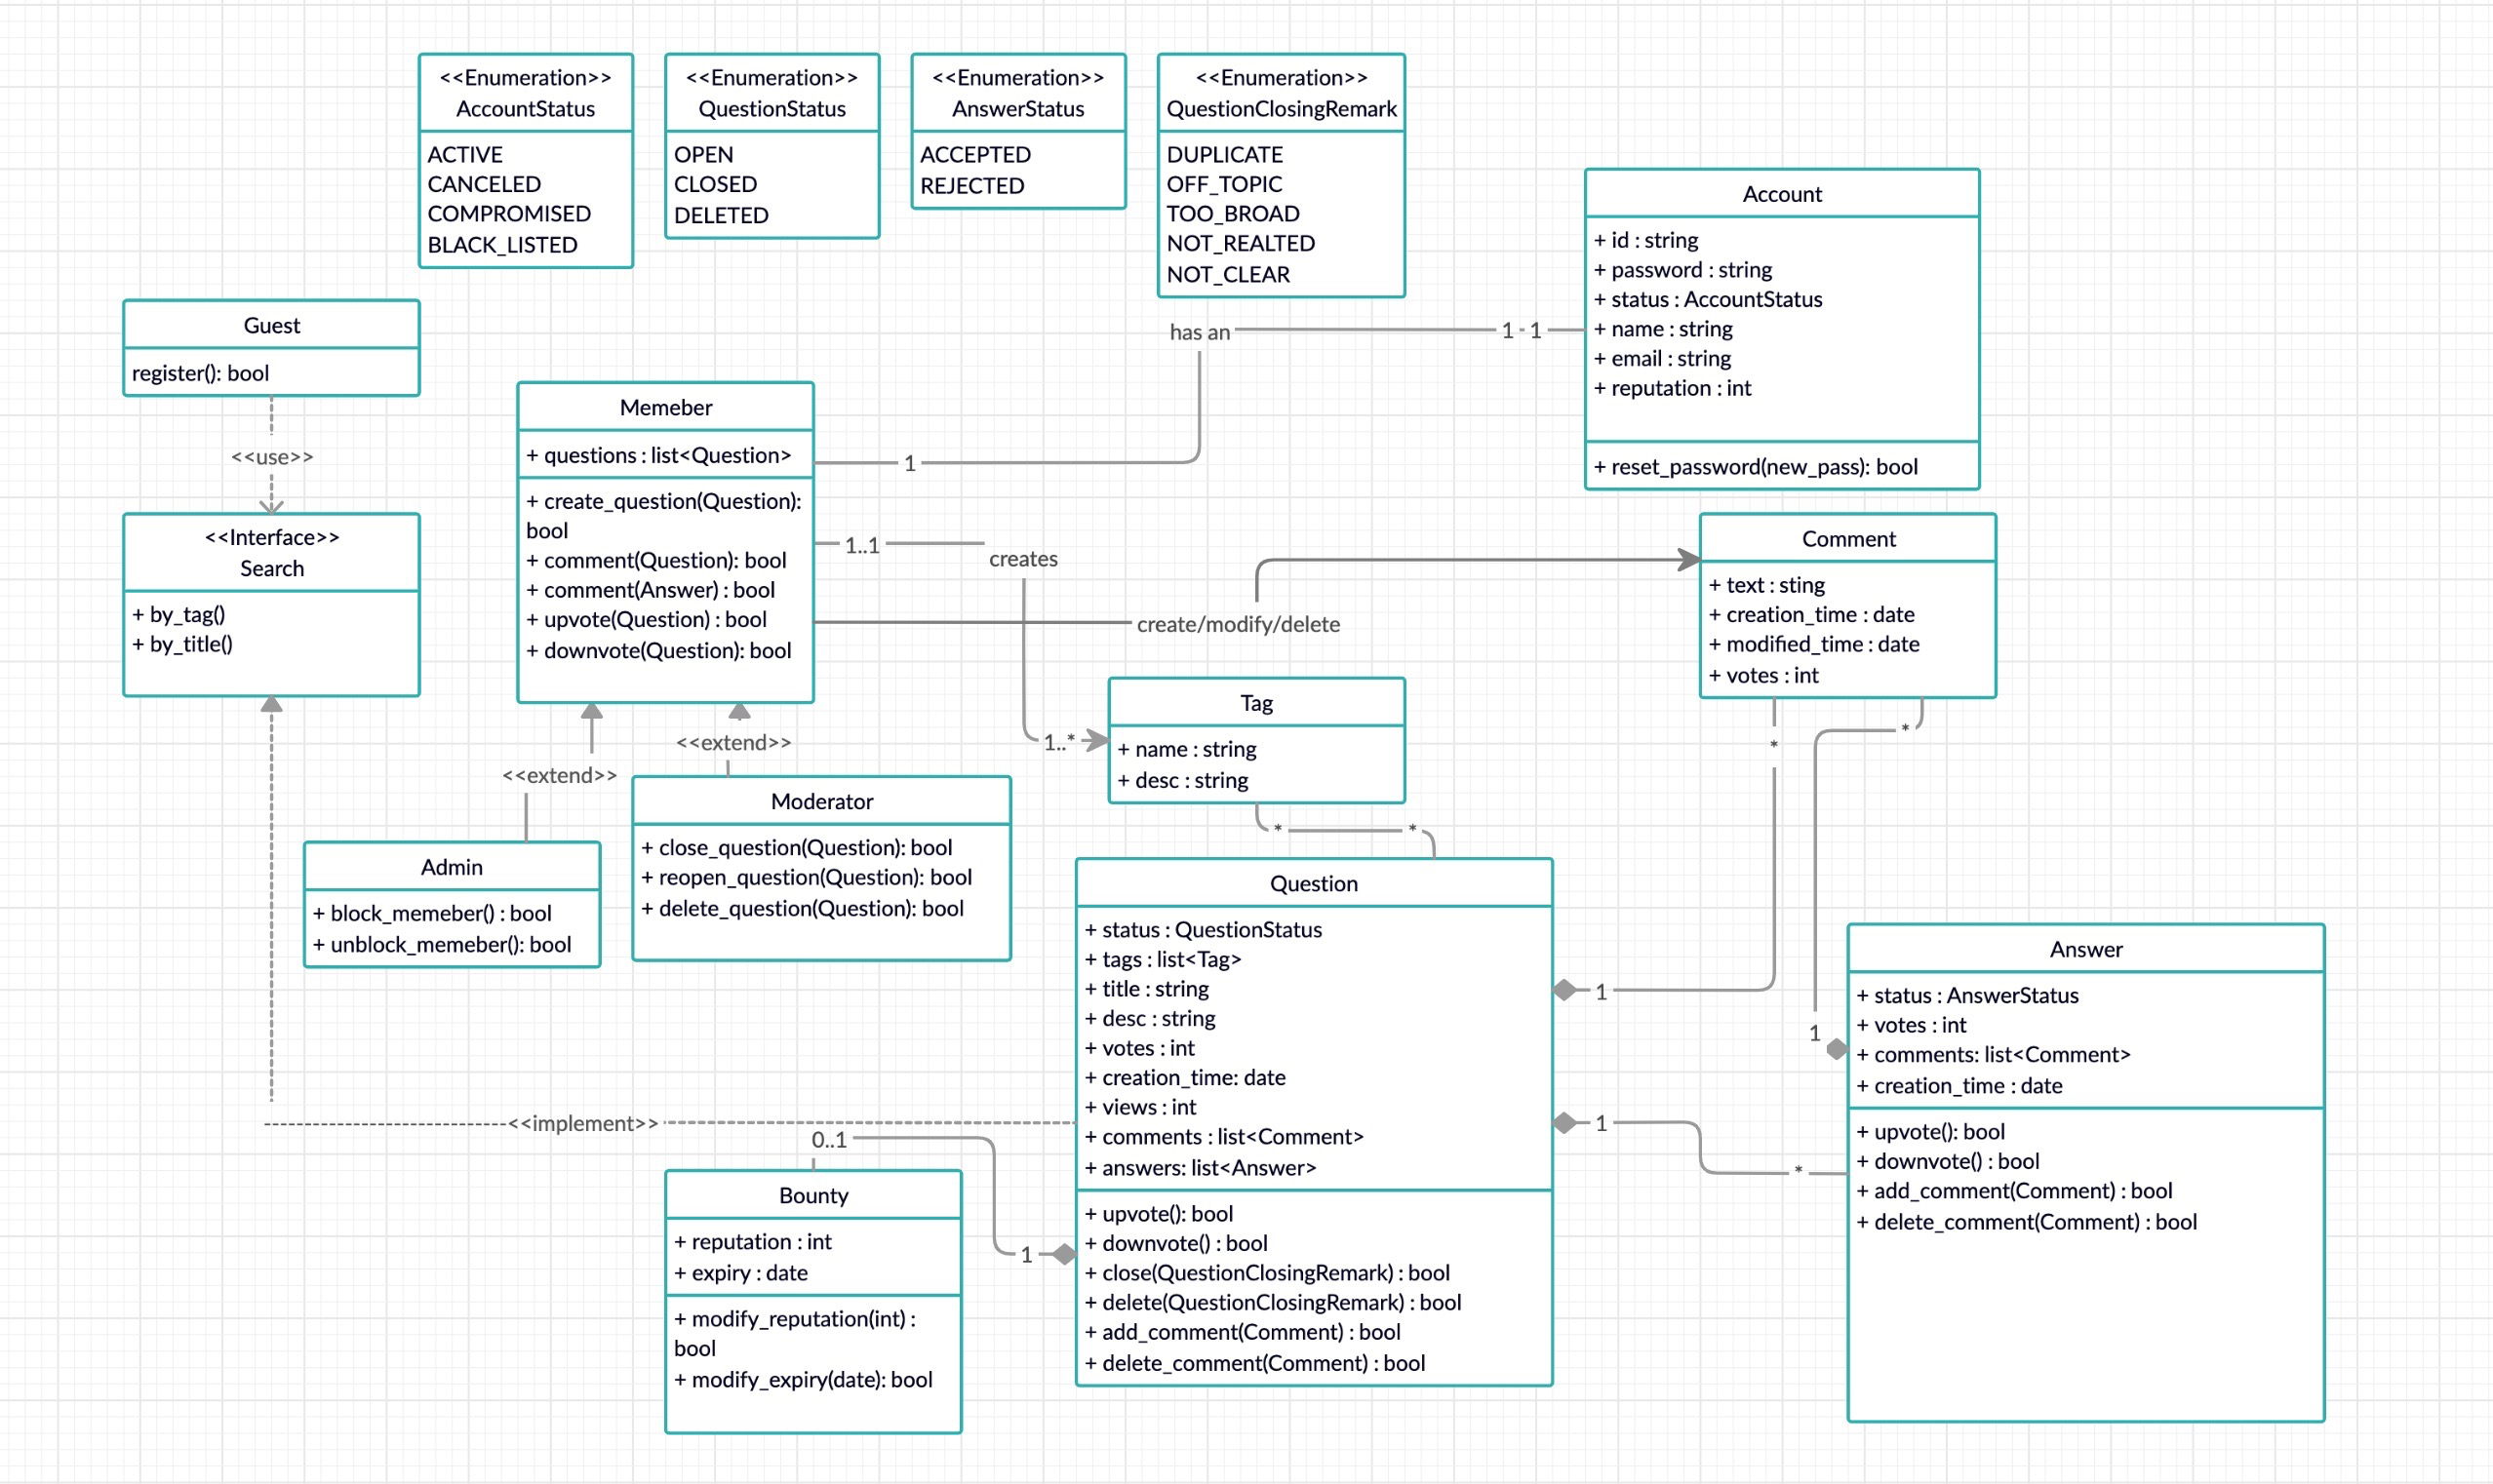 <<Enumeration>>
AccountStatus
ACTIVE
CANCELED
COMPROMISED
BLACK_LISTED
<<Enumeration>>
QuestionStatus
OPEN
CLOSED
DELETED
<<Enumeration>>
AnswerStatus
ACCEPTED
REJECTED
<<Enumeration>>
QuestionClosingRemark
DUPLICATE
OFF_TOPIC
TOO_BROAD
NOT_REALTED
NOT_CLEAR
Account
+ id : string
+ password : string
+ status : AccountStatus
+ name : string
+ email : string
+ reputation : int
+ reset_password(new_pass): bool
has an
1
1
1
Guest
register(): bool
<<use>>
<<Interface>>
Search
+ by_tag()
+ by_title()
Memeber
+ questions : list<Question>
+ create_question(Question):
bool
+ comment(Question): bool
+ comment(Answer) : bool
+ upvote(Question) : bool
+ downvote(Question): bool
1..1
creates
1..*
create/modify/delete
Comment
+ text : sting
+ creation_time : date
+ modified_time : date
+ votes : int
*
*
Tag
+ name : string
+ desc : string
*
*
<<extend>>
<<extend>>
Admin
+ block_memeber() : bool
+ unblock_memeber(): bool
Moderator
+ close_question(Question): bool
+ reopen_question(Question): bool
+ delete_question(Question): bool
Question
+ status : QuestionStatus
+ tags : list<Tag>
+ title : string
+ desc : string
+ votes : int
+ creation_time: date
+ views : int
+ comments : list<Comment>
+ answers: list<Answer>
+ upvote(): bool
+ downvote() : bool
+ close(QuestionClosingRemark) : bool
+ delete(QuestionClosingRemark) : bool
+ add_comment(Comment) : bool
+ delete_comment(Comment) : bool
1
1
1
*
Answer
+ status : AnswerStatus
+ votes : int
+ comments: list<Comment>
+ creation_time : date
+ upvote(): bool
+ downvote() : bool
+ add_comment(Comment) : bool
+ delete_comment(Comment) : bool
<<implement>>
0..1
1
Bounty
+ reputation : int
+ expiry : date
+ modify_reputation(int) :
bool
+ modify_expiry(date): bool